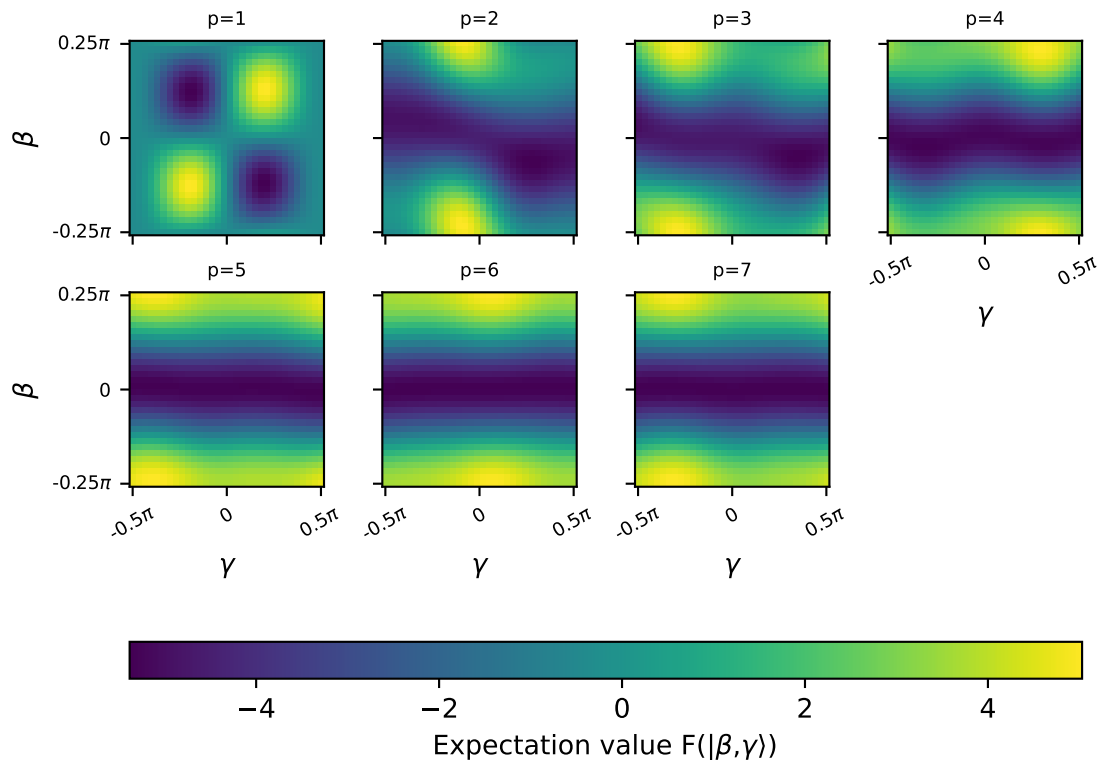 p=1
p=2
p=3
p=4
0.25π
0
-0.25π
β
-0.5π
0
0.5π
γ
p=5
p=6
p=7
0.25π
0
-0.25π
β
-0.5π
0
0.5π
-0.5π
0
0.5π
-0.5π
0
0.5π
γ
γ
γ
−4
−2
0
2
4
Expectation value F(|β,γ⟩)